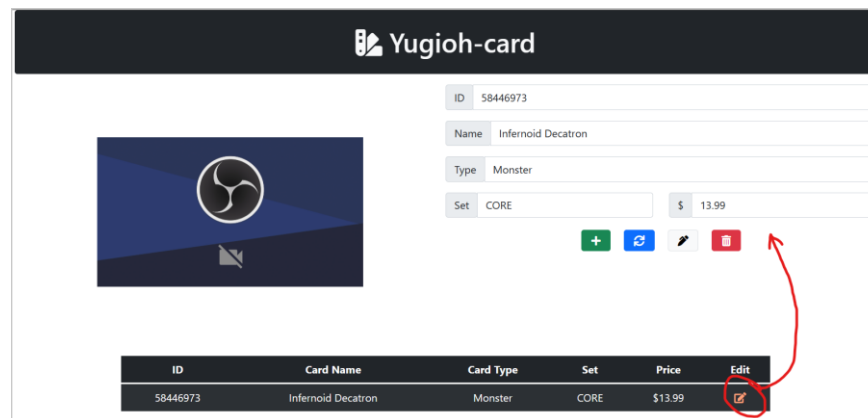 Yugioh-card
ID 58446973
Name Infernoid Decatron
Type Monster
Set CORE $ 13.99
ID Card Name Card Type Set Price Edit
58446973 Infernoid Decatron Monster CORE $13.99